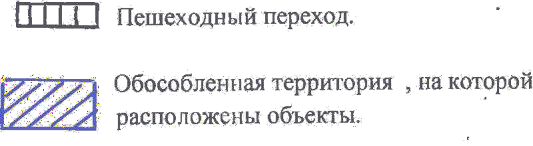 Пешеходный переход.
Обособленная территория , на которой
расположены объекты.